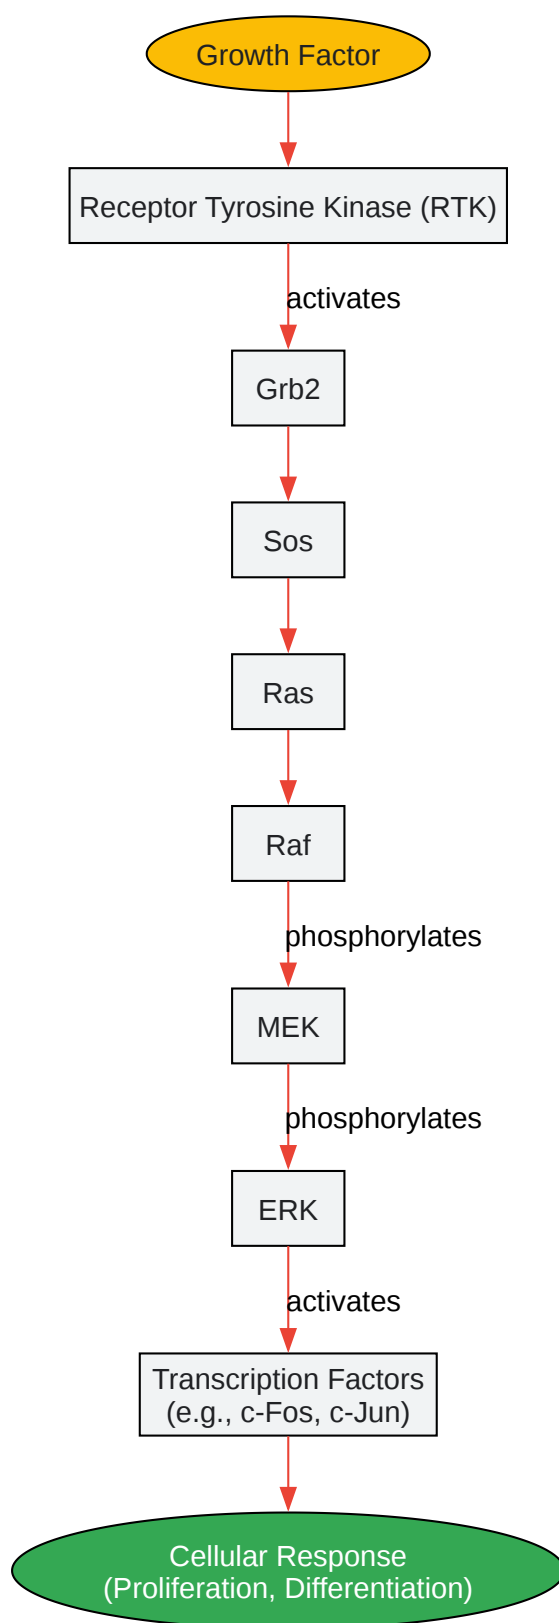 Growth Factor
Receptor Tyrosine Kinase (RTK)
activates
Grb2
Sos
Ras
Raf
phosphorylates
MEK
phosphorylates
ERK
activates
Transcription Factors
(e.g., c-Fos, c-Jun)
Cellular Response
(Proliferation, Differentiation)